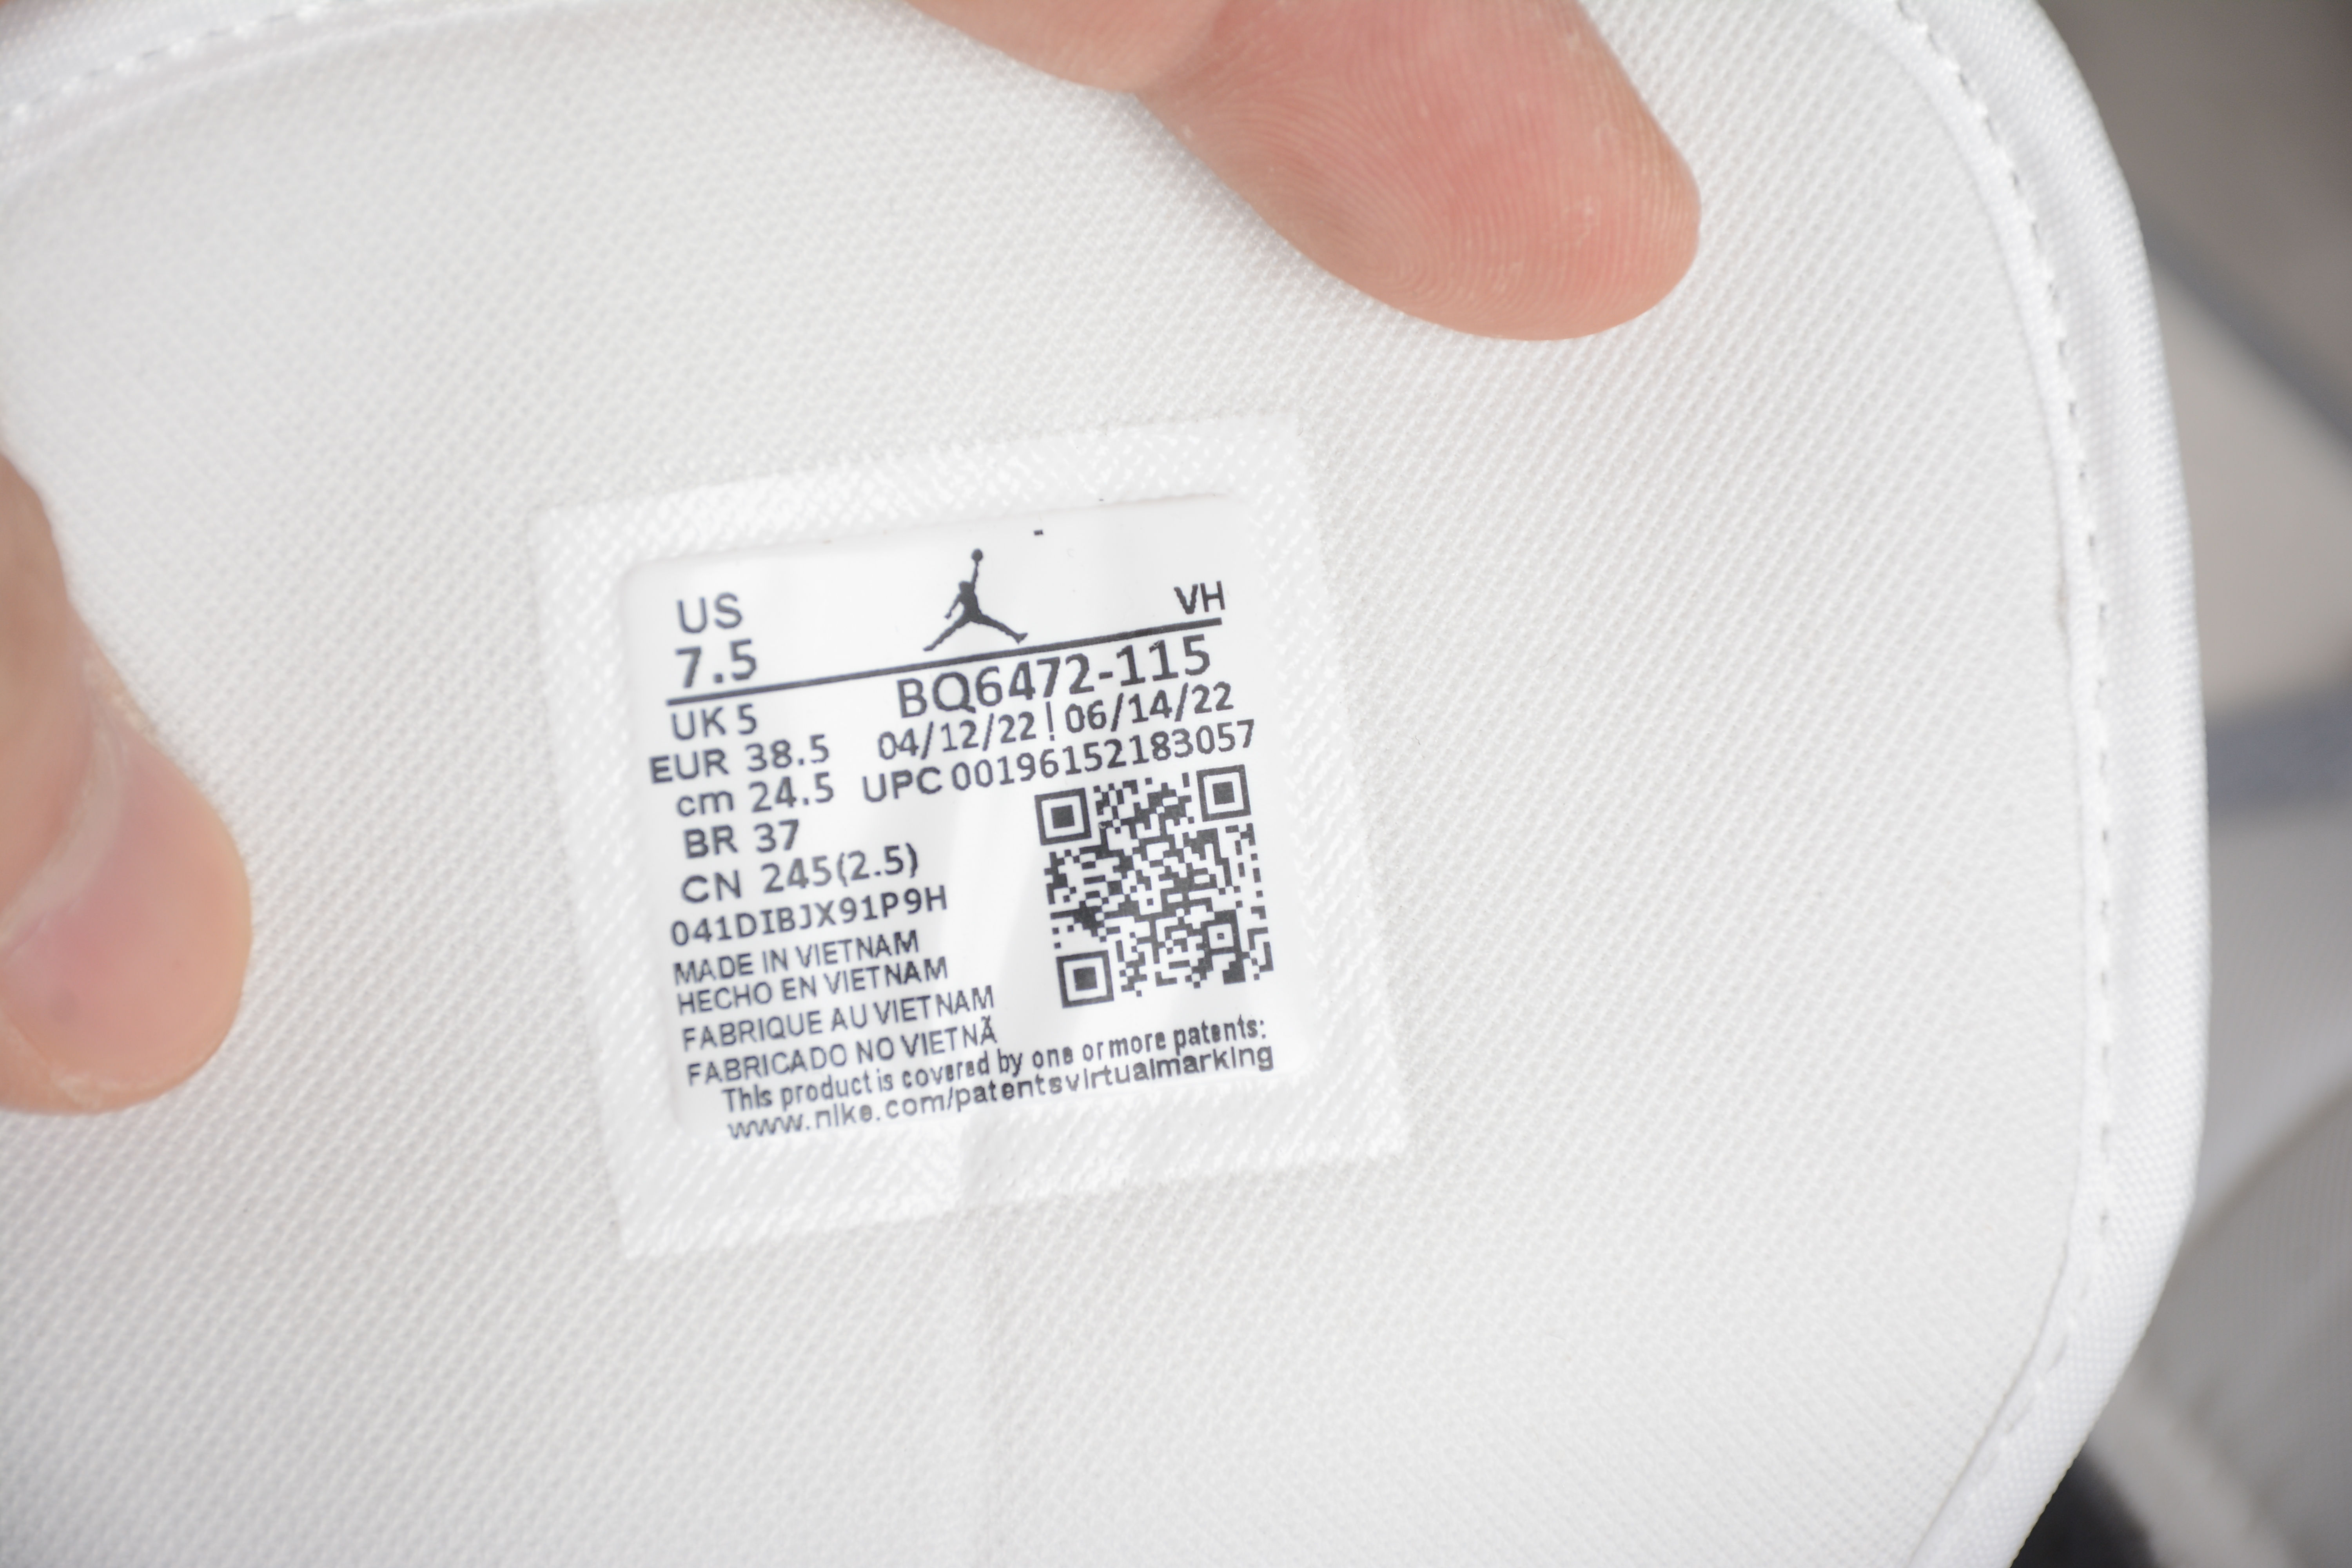 US
7.5
VH
BQ6472-115
UK 5
04/12/22 | 06/14/22
EUR 38.5
UPC 00196152183057
cm 24.5
BR 37
CN 245(2.5)
041DIBJX91P9H
MADE IN VIETNAM
HECHO EN VIETNAM
FABRIQUE AU VIETNAM
FABRICADO NO VIETNÃ
This product is covered by one or more patents:
www.nike.com/patentsvirtualmarking